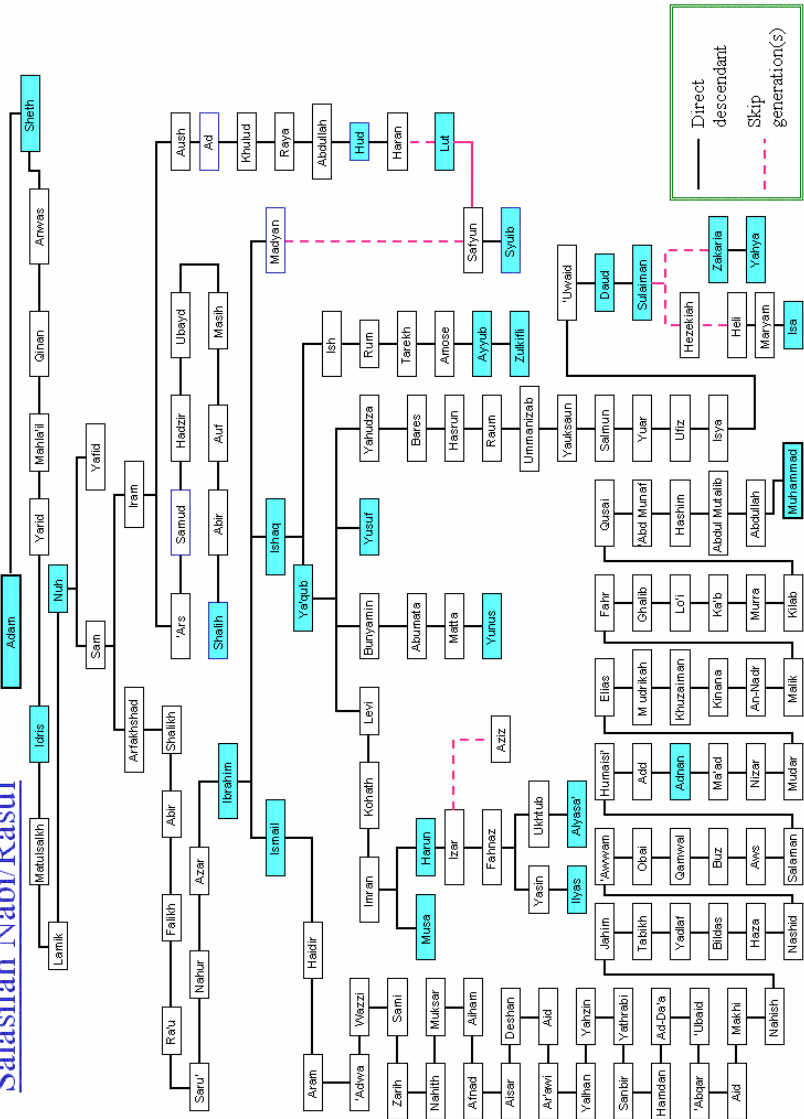 Salasilah Nabi/Rasul
Adam
Sheth
Anwas
Qinan
Mahla'il
Yarid
Idris
Matulsalkh
Lamik
Nuh
Yafid
Sam
Iram
Arfakhshad
Shalikh
Abir
Falikh
Ra'u
Saru'
Nahur
Azar
Ibrahim
'Ars
Samud
Hadzir
Ubayd
Masih
Auf
Abir
Shalih
Aush
Ad
Khulud
Raya
Abdullah
Hud
Haran
Lut
Madyan
Safyun
Syuib
Ismail
Ishaq
Ya'qub
Ish
Rum
Tarekh
Amose
Ayyub
Zulkifli
Levi
Bunyamin
Yusuf
Yahudza
Abumata
Matta
Yunus
Bares
Hasrun
Raum
Ummanizab
Yauksaun
Salmun
Yuar
Ufiz
Isya
'Uwaid
Daud
Sulaiman
Hezekiah
Heli
Maryam
Isa
Zakaria
Yahya
Kohath
Imran
Musa
Harun
Izar
Aziz
Fahnaz
Yasin
Ukhtub
Ilyas
Alyasa'
Haidir
Aram
'Adwa
Wazzi
Sami
Zarih
Nahith
Muksar
Aiham
Afnad
Aisar
Deshan
Aid
Ar'awi
Yalhan
Yahzin
Yathrabi
Sanbir
Hamdan
Ad-Da'a
'Ubaid
'Abqar
Aid
Makhi
Nahish
Jahim
Tabikh
Yadlaf
Bildas
Haza
Nashid
'Awwam
Obai
Qamwal
Buz
Aws
Salaman
Humaisi'
Add
Adnan
Ma'ad
Nizar
Mudar
Elias
Mudrikah
Khuzaiman
Kinana
An-Nadr
Malik
Fahr
Ghalib
Lo'i
Ka'b
Murra
Kilab
Qusai
'Abd Munaf
Hashim
Abdul Mutalib
Abdullah
Muhammad
Direct
descendant
Skip
generation(s)